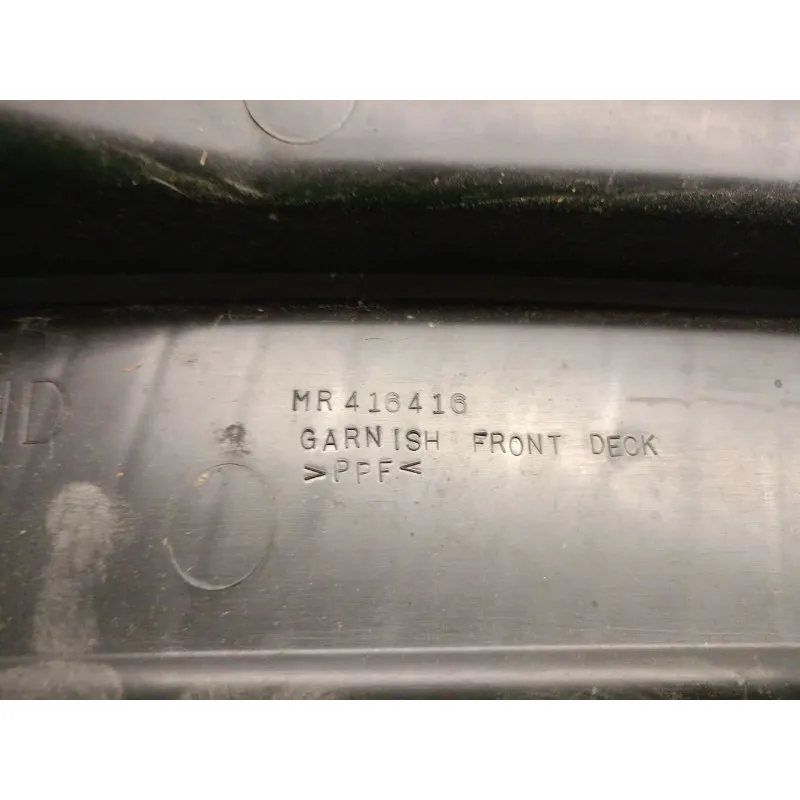 MR416416
GARNISH FRONT DECK
>PPF<